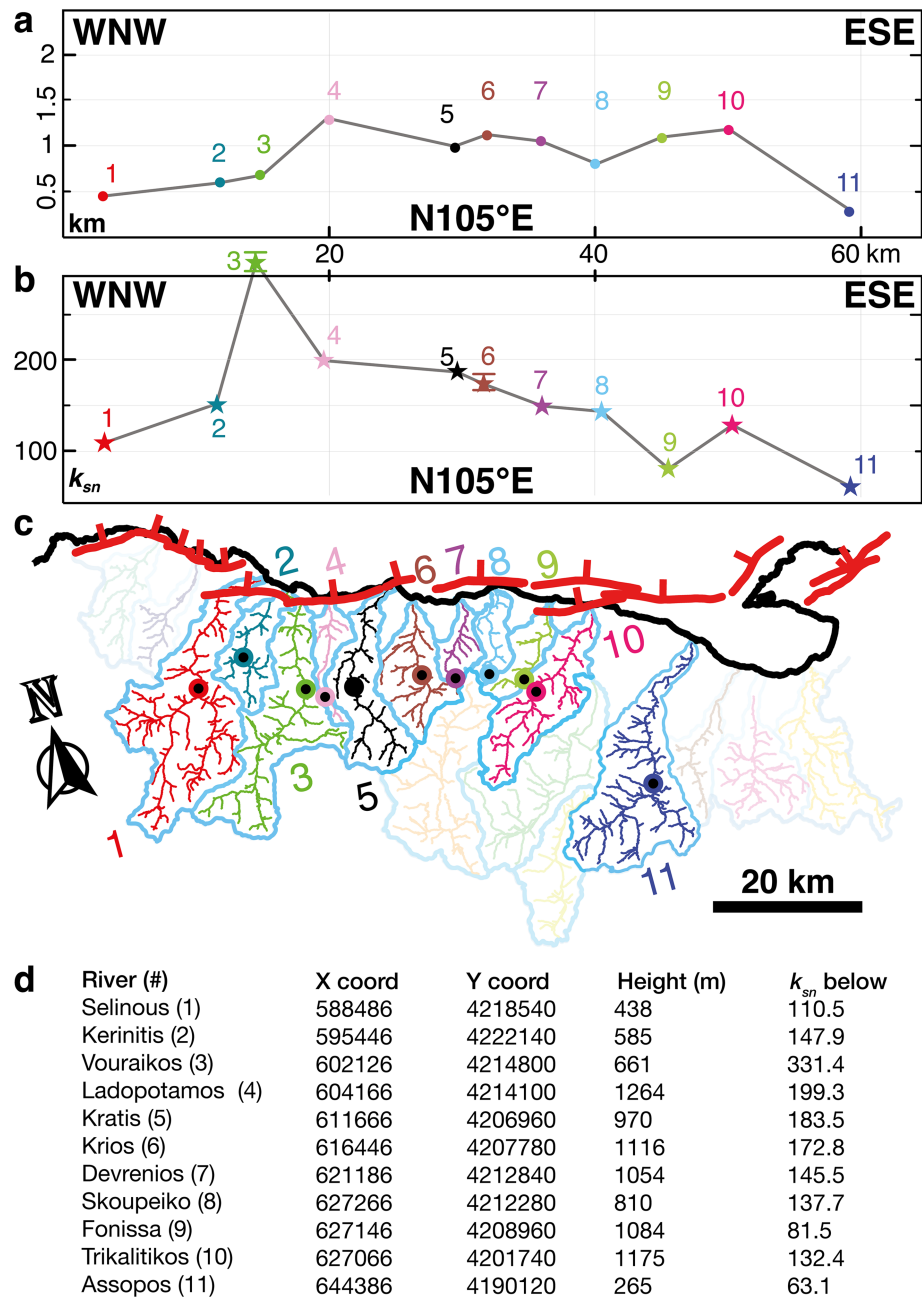 a
WNW
ESE
2
1.5
1
0.5
km
1
2
3
4
5
6
7
8
9
10
11
N105°E
20
40
60 km
b
WNW
ESE
200
100
k_sn
1
2
3
4
5
6
7
8
9
10
11
N105°E
c
2
4
6
7
8
9
10
N
3
5
1
11
20 km
d
River (#) X coord Y coord Height (m) k_sn below
Selinous (1) 588486 4218540 438 110.5
Kerinitis (2) 595446 4222140 585 147.9
Vouraikos (3) 602126 4214800 661 331.4
Ladopotamos (4) 604166 4214100 1264 199.3
Kratis (5) 611666 4206960 970 183.5
Krios (6) 616446 4207780 1116 172.8
Devrenios (7) 621186 4212840 1054 145.5
Skoupeiko (8) 627266 4212280 810 137.7
Fonissa (9) 627146 4208960 1084 81.5
Trikalitikos (10) 627066 4201740 1175 132.4
Assopos (11) 644386 4190120 265 63.1